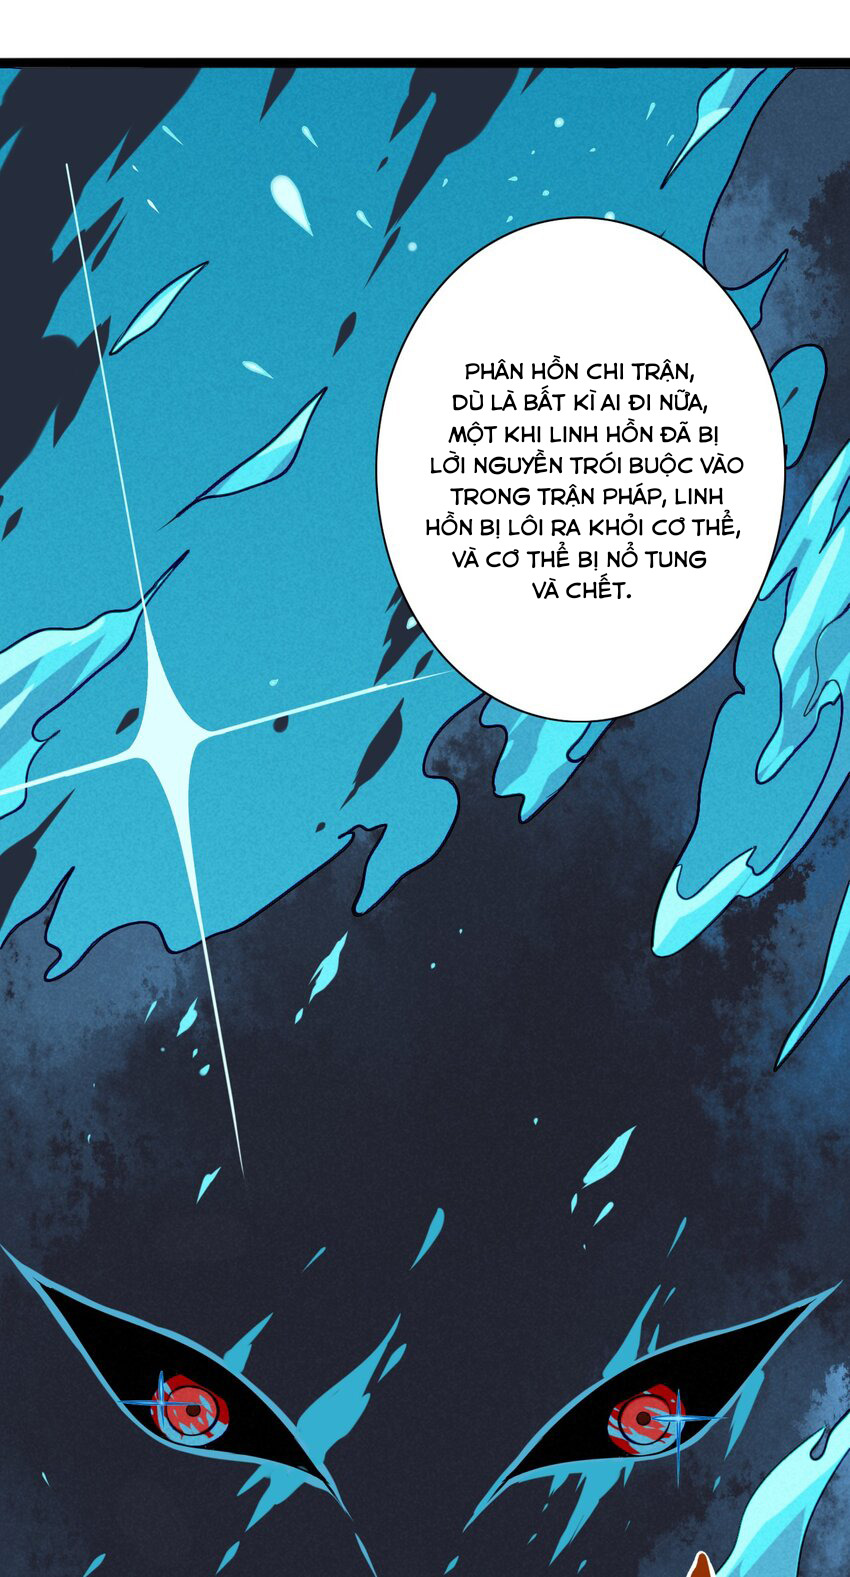 PHÂN HỒN CHI TRẬN,
DÙ LÀ BẤT KÌ AI ĐI NỮA,
MỘT KHI LINH HỒN ĐÃ BỊ
LỜI NGUYỀN TRÓI BUỘC VÀO
TRONG TRẬN PHÁP, LINH
HỒN BỊ LÔI RA KHỎI CƠ THỂ,
VÀ CƠ THỂ BỊ NỔ TUNG
VÀ CHẾT.